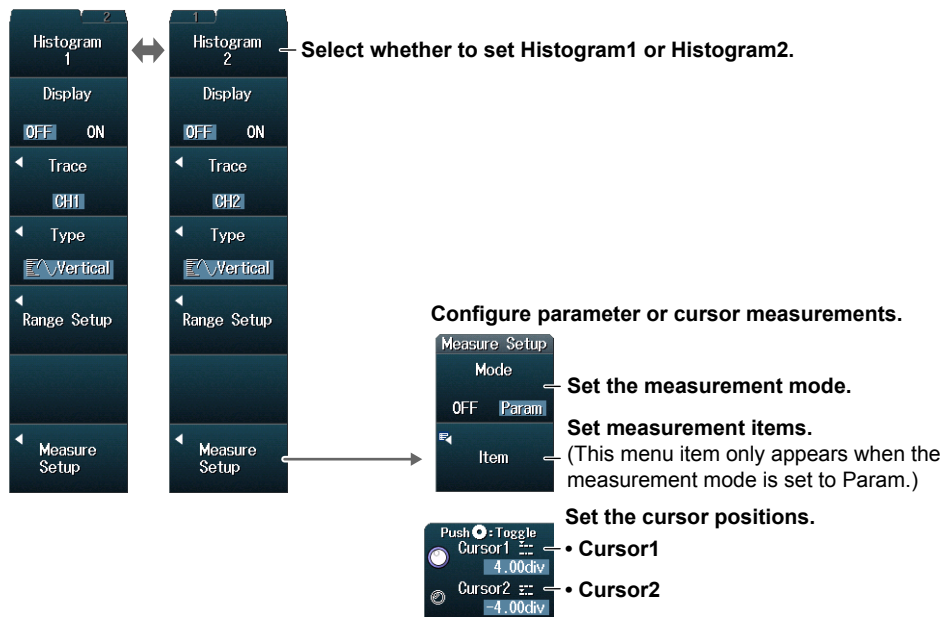 2
Histogram
1
Display
OFF ON
Trace
CH1
Type
Vertical
Range Setup
Measure
Setup
1
Histogram
2
Display
OFF ON
Trace
CH2
Type
Vertical
Range Setup
Measure
Setup
Select whether to set Histogram1 or Histogram2.
Configure parameter or cursor measurements.
Measure Setup
Mode
OFF Param
Item
Set the measurement mode.
Set measurement items.
(This menu item only appears when the
measurement mode is set to Param.)
Set the cursor positions.
Push :Toggle
Cursor1
4.00div
Cursor2
-4.00div
• Cursor1
• Cursor2